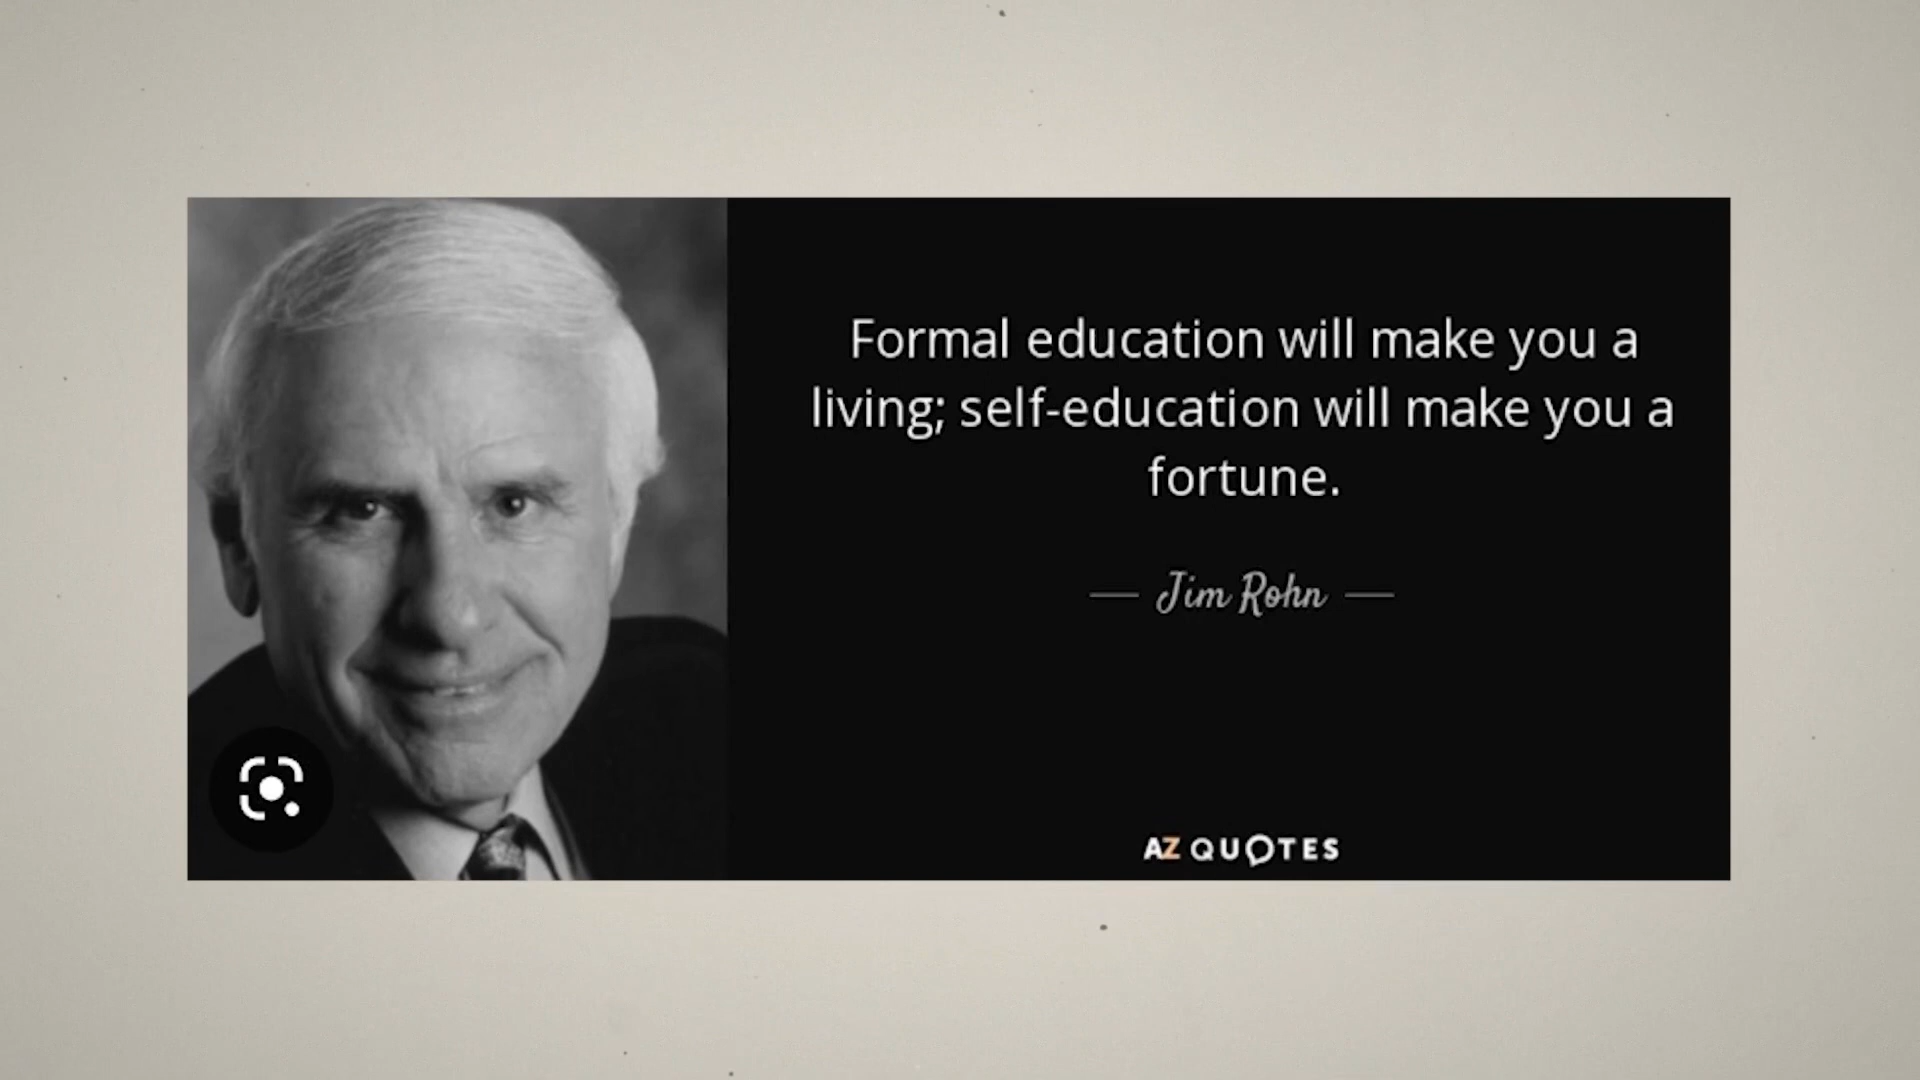 Formal education will make you a
living; self-education will make you a
fortune.
Jim Rohn
AZ QUOTES